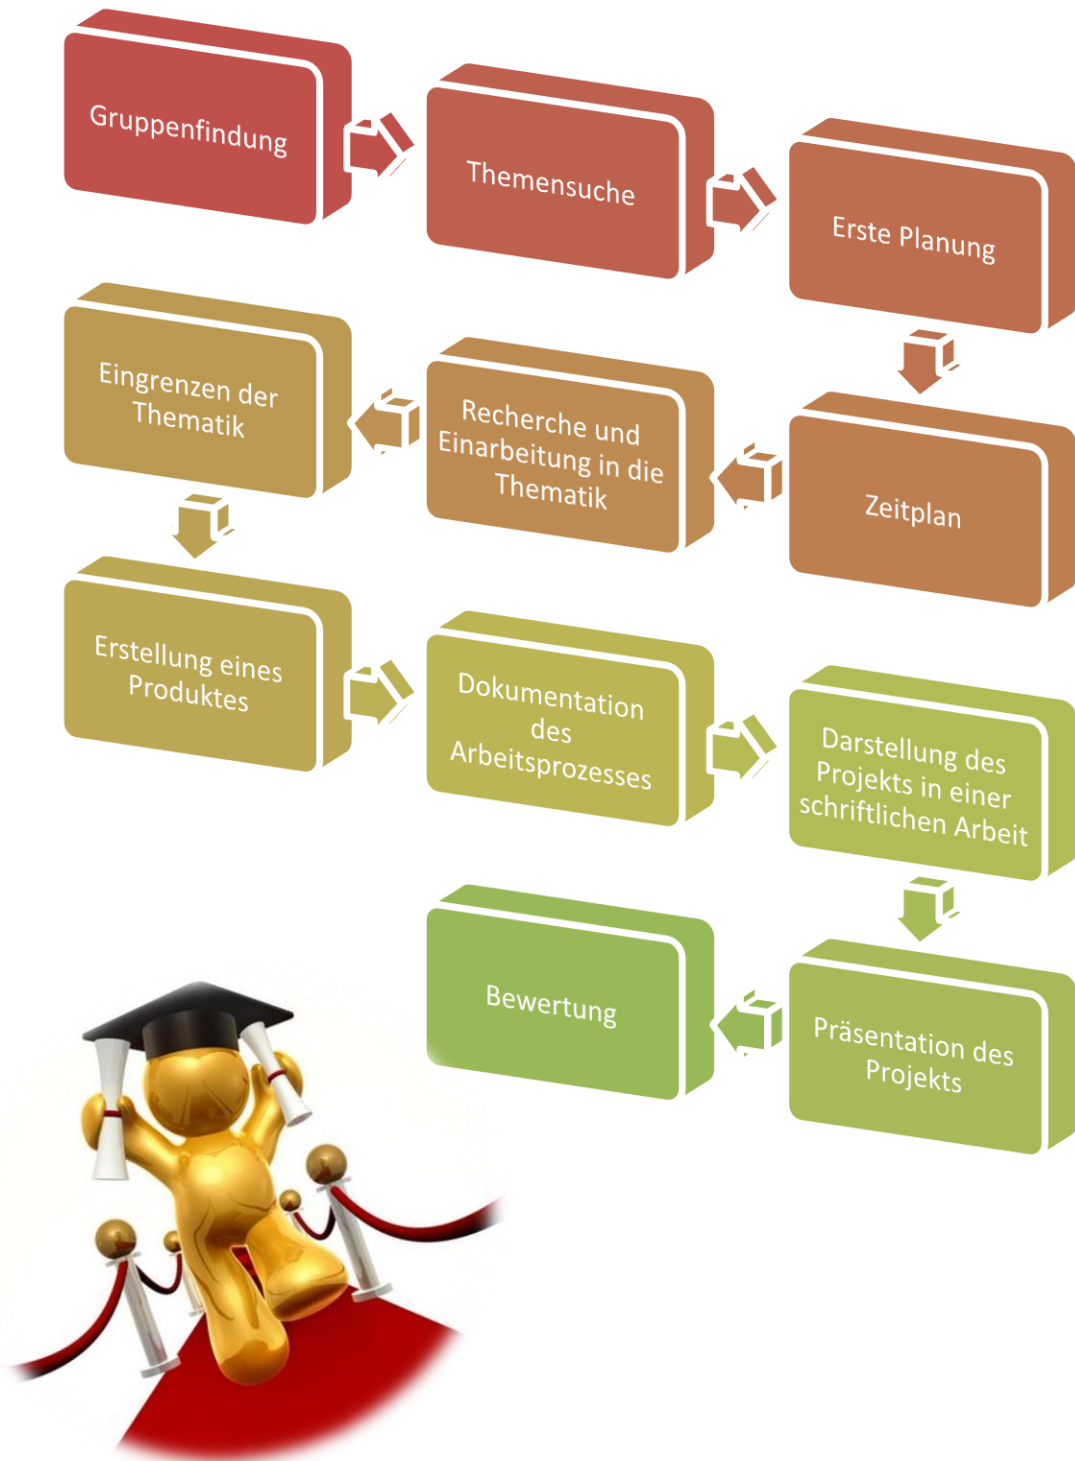 Gruppenfindung
Themensuche
Erste Planung
Zeitplan
Recherche und
Einarbeitung in die
Thematik
Eingrenzen der
Thematik
Erstellung eines
Produktes
Dokumentation
des
Arbeitsprozesses
Darstellung des
Projekts in einer
schriftlichen Arbeit
Präsentation des
Projekts
Bewertung